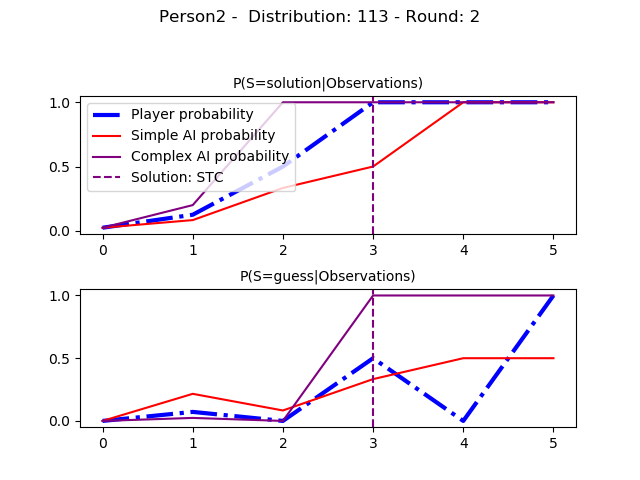 Person2 -  Distribution: 113 - Round: 2
P(S=solution|Observations)
1.0
0.5
0.0
Player probability
Simple AI probability
Complex AI probability
Solution: STC
0 1 2 3 4 5
P(S=guess|Observations)
1.0
0.5
0.0
0 1 2 3 4 5